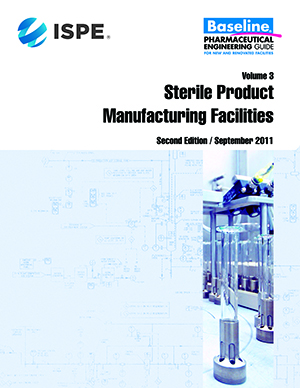 ISPE®
Baseline®
PHARMACEUTICAL
ENGINEERING GUIDE
FOR NEW AND RENOVATED FACILITIES
Volume 3
Sterile Product
Manufacturing Facilities
Second Edition / September 2011